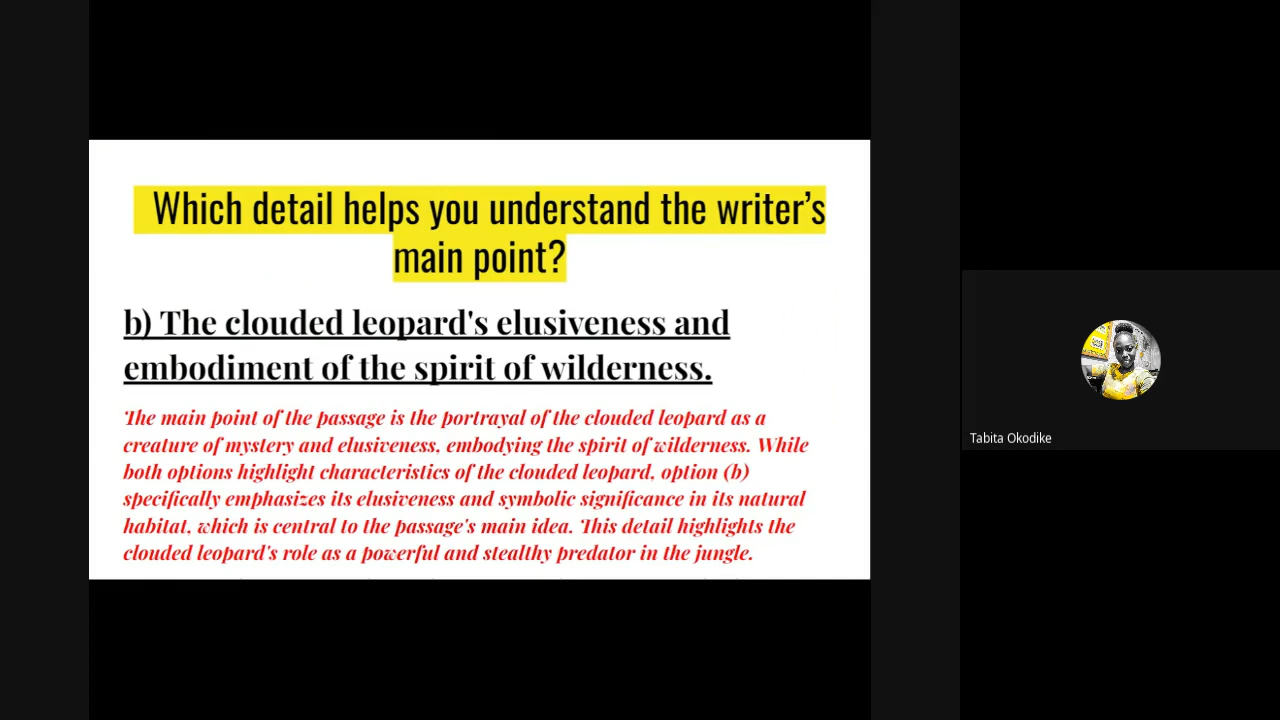 Which detail helps you understand the writer’s
main point?
b) The clouded leopard's elusiveness and
embodiment of the spirit of wilderness.
The main point of the passage is the portrayal of the clouded leopard as a
creature of mystery and elusiveness, embodying the spirit of wilderness. While
both options highlight characteristics of the clouded leopard, option (b)
specifically emphasizes its elusiveness and symbolic significance in its natural
habitat, which is central to the passage's main idea. This detail highlights the
clouded leopard's role as a powerful and stealthy predator in the jungle.
Tabita Okodike